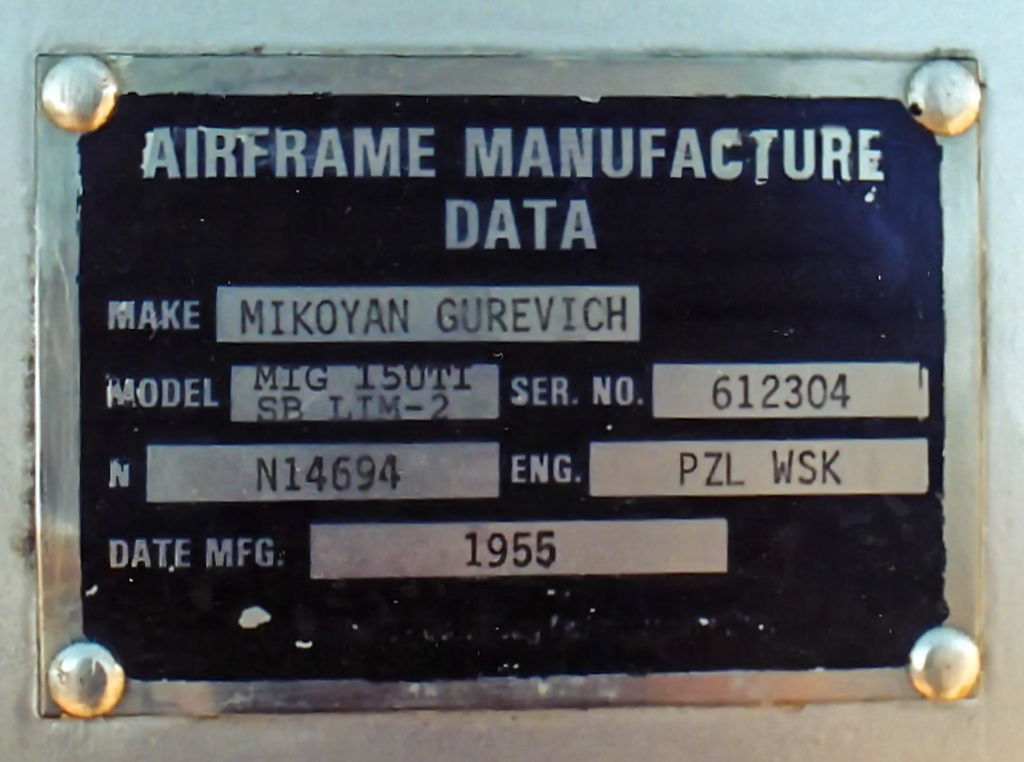 AIRFRAME MANUFACTURE
DATA
MAKE MIKOYAN GUREVICH
MODEL MIG 15UTI
SB LIM-2
SER. NO. 612304
N N14694 ENG. PZL WSK
DATE MFG. 1955